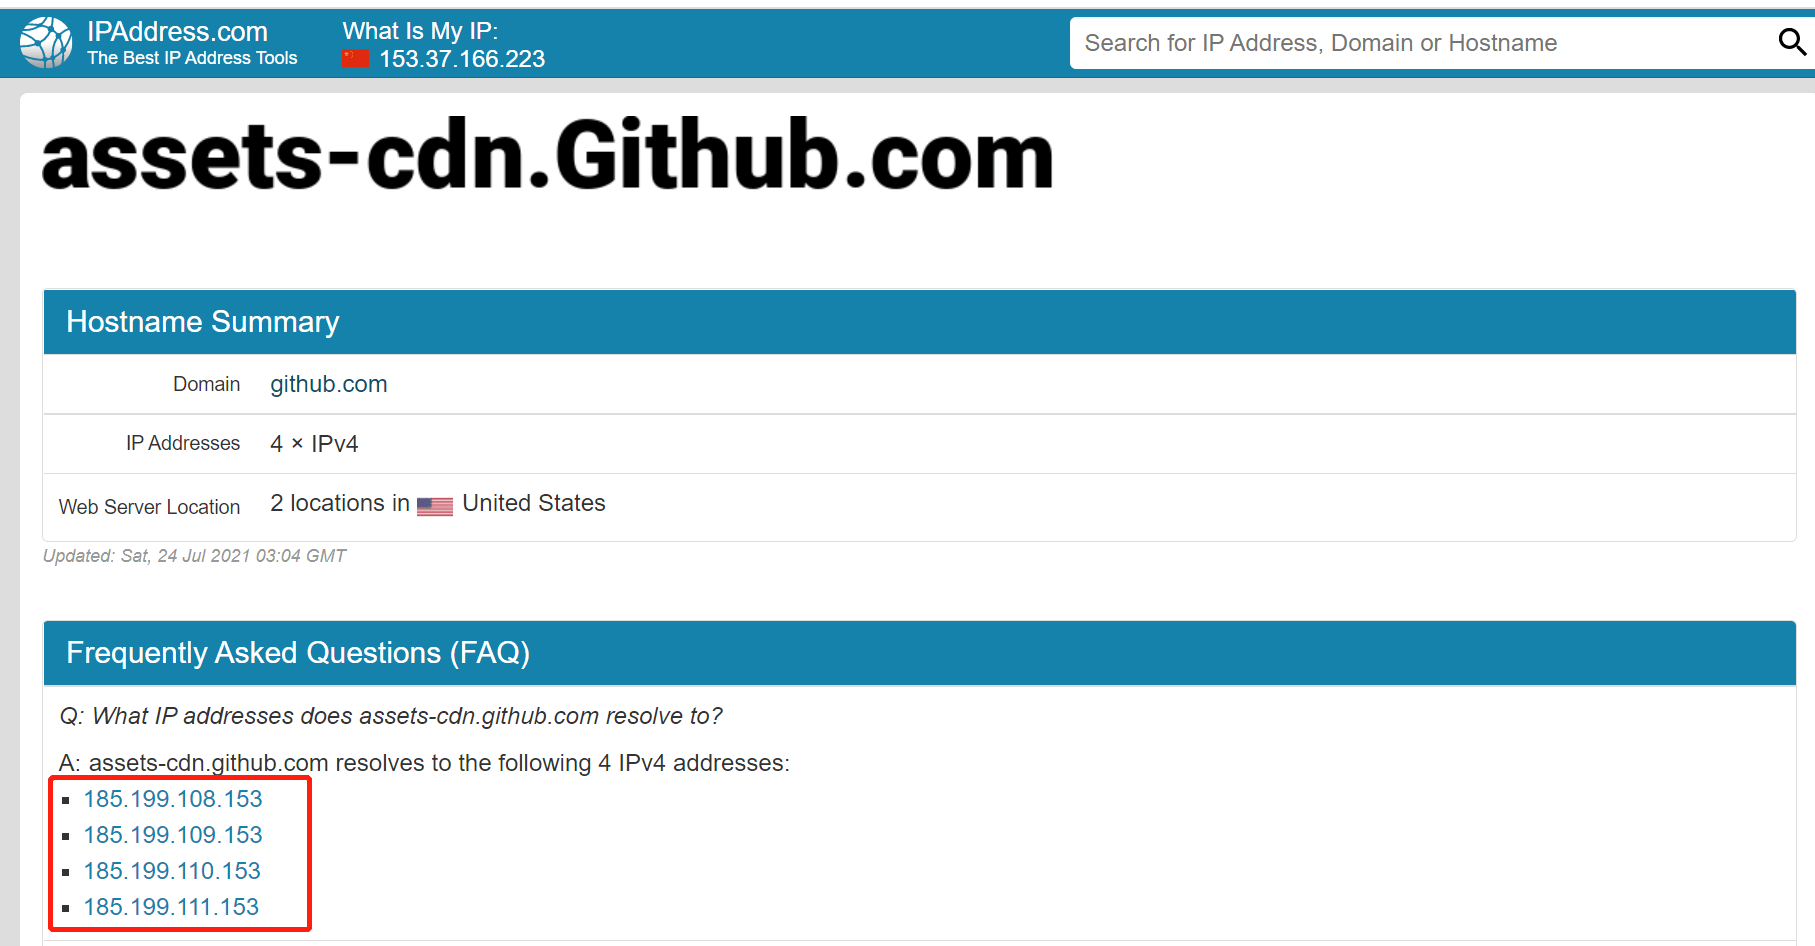 IPAddress.com
The Best IP Address Tools
What Is My IP:
153.37.166.223
Search for IP Address, Domain or Hostname
assets-cdn.Github.com
Hostname Summary
Domain github.com
IP Addresses 4 × IPv4
Web Server Location 2 locations in United States
Updated: Sat, 24 Jul 2021 03:04 GMT
Frequently Asked Questions (FAQ)
Q: What IP addresses does assets-cdn.github.com resolve to?
A: assets-cdn.github.com resolves to the following 4 IPv4 addresses:
185.199.108.153
185.199.109.153
185.199.110.153
185.199.111.153